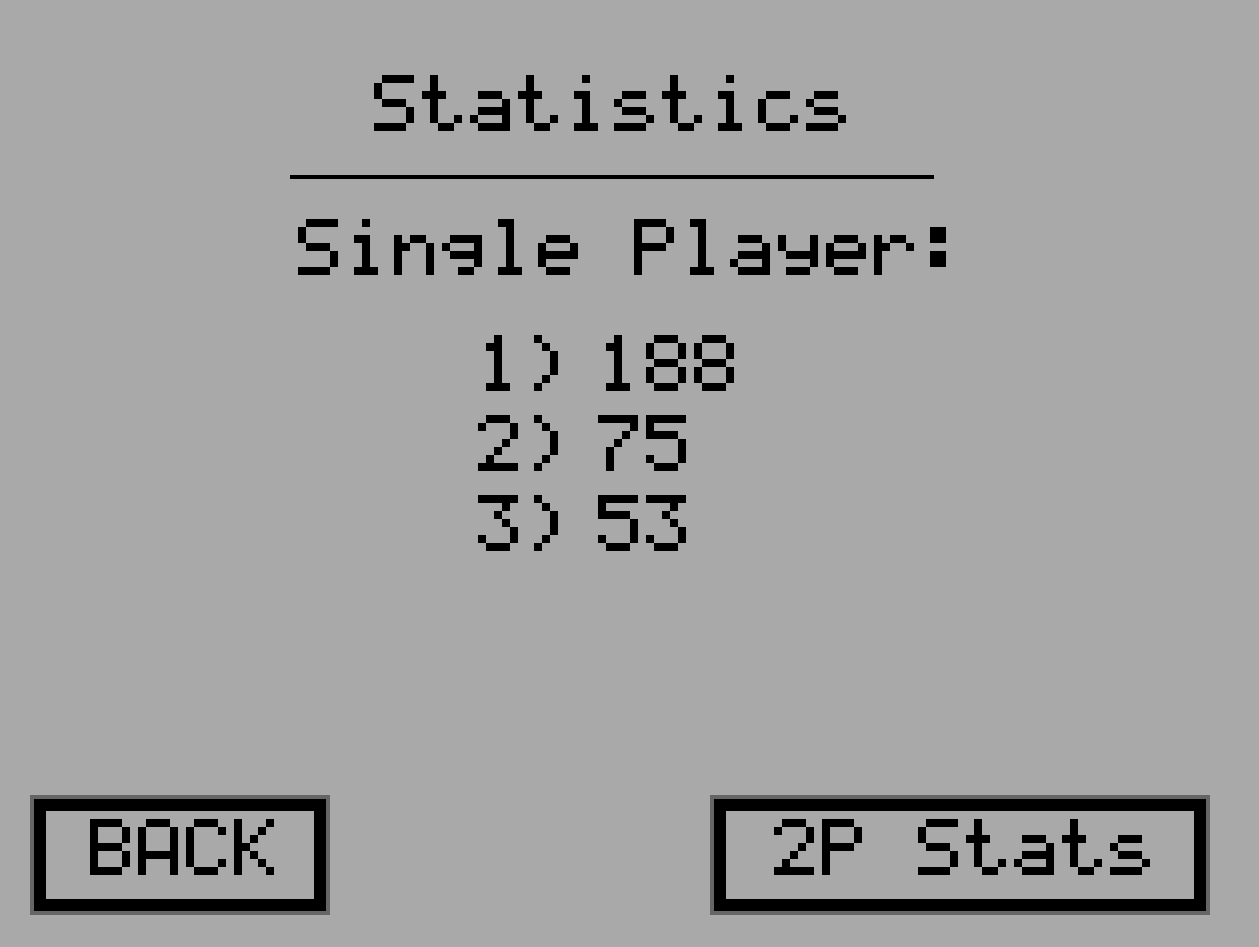 Statistics
Single Player:
1) 188
2) 75
3) 53
BACK
2P Stats